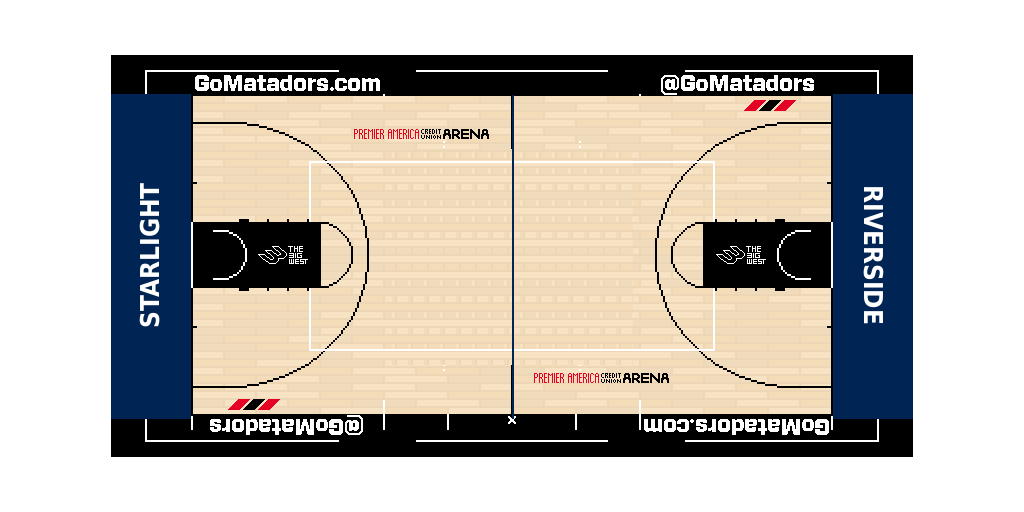 GoMatadors.com
@GoMatadors
PREMIER AMERICA CREDIT UNION ARENA
STARLIGHT
THE BIG WEST
THE BIG WEST
RIVERSIDE
PREMIER AMERICA CREDIT UNION ARENA
@GoMatadors
GoMatadors.com